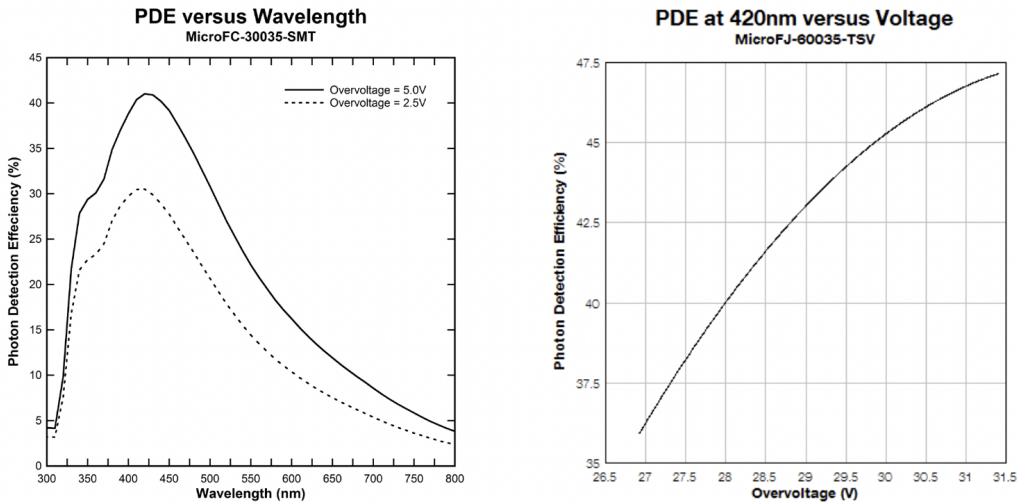 PDE versus Wavelength
MicroFC-30035-SMT
45
40
35
30
25
20
15
10
5
0
Photon Detection Effeciency (%)
Overvoltage = 5.0V
Overvoltage = 2.5V
300 350 400 450 500 550 600 650 700 750 800
Wavelength (nm)
PDE at 420nm versus Voltage
MicroFJ-60035-TSV
47.5
45
42.5
40
37.5
35
Photon Detection Efficiency (%)
26.5 27 27.5 28 28.5 29 29.5 30 30.5 31 31.5
Overvoltage (V)